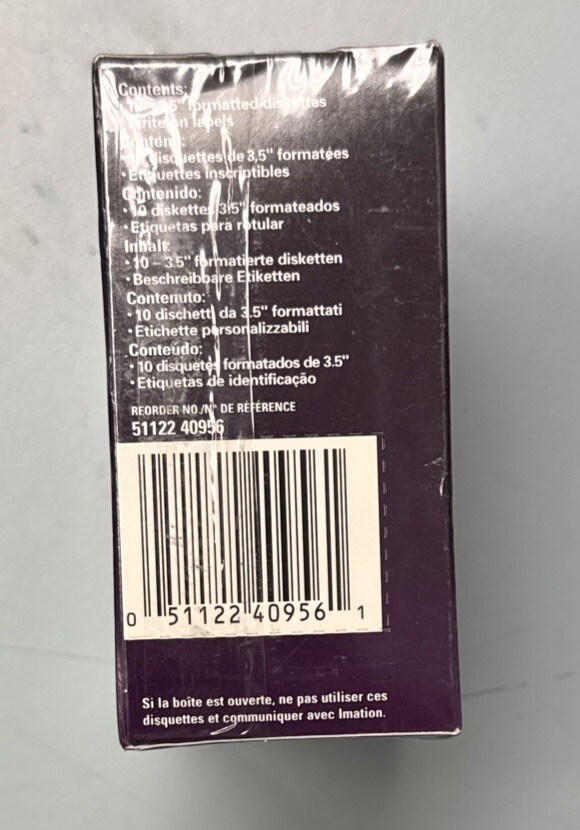 Contents:
formatted diskettes
labels
disquettes de 3,5" formatées
• Etiquettes inscriptibles
Contenido:
• 10 diskettes 3.5" formateados
• Etiquetas para rotular
Inhalt:
• 10 – 3.5" formatierte disketten
• Beschreibbare Etiketten
Contenuto:
• 10 dischetti da 3.5" formattati
• Etichette personalizzabili
Conteúdo:
• 10 disquetes formatados de 3.5"
• Etiquetas de identificação
REORDER NO./N° DE RÉFÉRENCE
51122 40956
0 51122 40956 1
Si la boîte est ouverte, ne pas utiliser ces
disquettes et communiquer avec Imation.